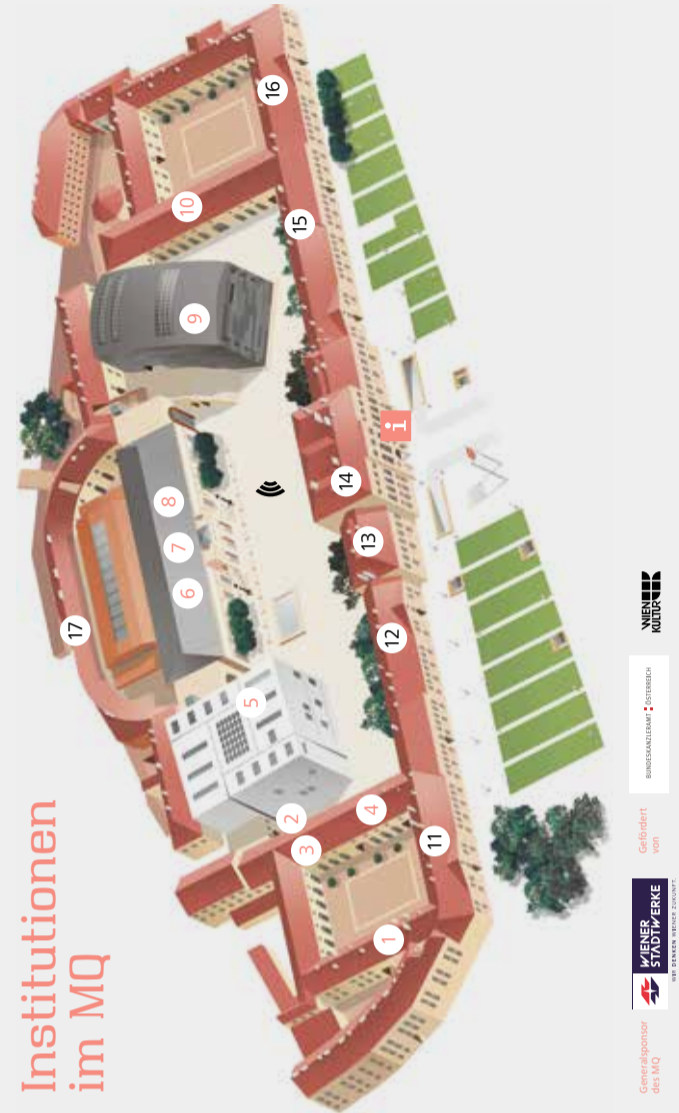 Institutionen
im MQ
1
2
3
4
5
6
7
8
9
10
11
12
13
14
15
16
17
i
Generalsponsor
des MQ
WIENER
STADTWERKE
WIR DENKEN WIENER ZUKUNFT.
Gefördert
von
BUNDESKANZLERAMT ÖSTERREICH
WIEN
KULTUR